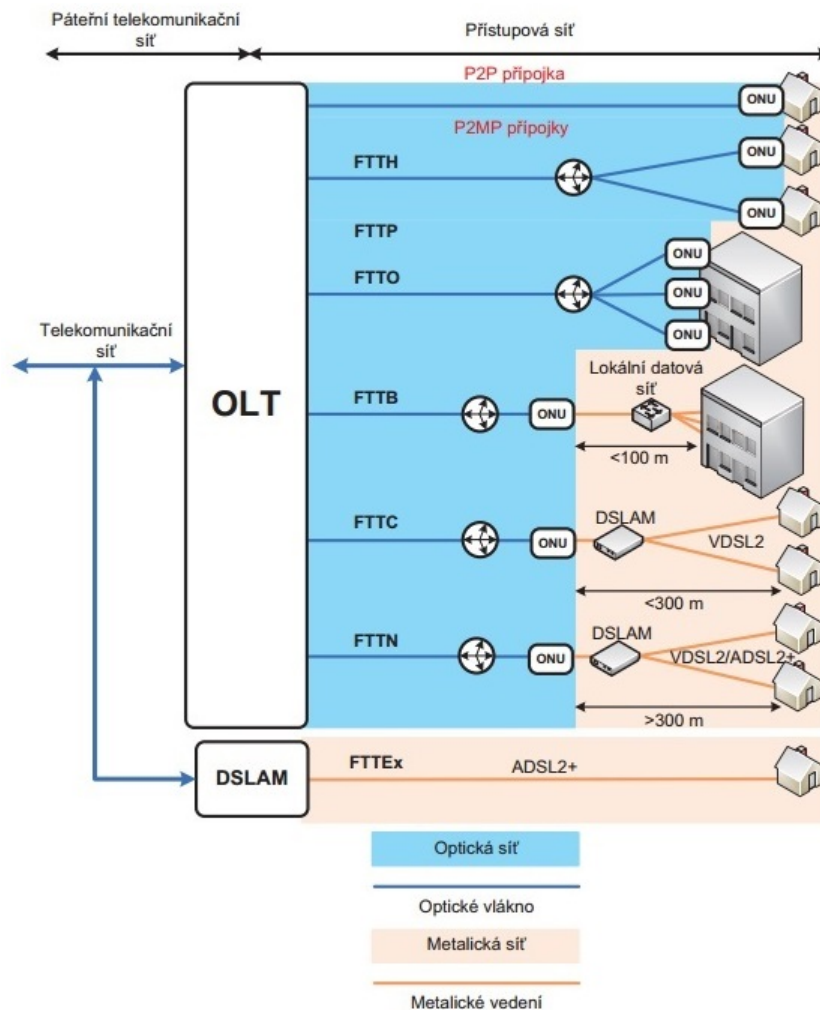 Páteřní telekomunikační
síť
Přístupová síť
P2P přípojka
ONU
P2MP přípojky
ONU
FTTH
ONU
FTTP
ONU
FTTO
ONU
ONU
Telekomunikační
síť
Lokální datová
síť
OLT
FTTB
ONU
<100 m
DSLAM
FTTC
ONU
VDSL2
<300 m
DSLAM
FTTN
ONU
VDSL2/ADSL2+
>300 m
DSLAM
FTTEx
ADSL2+
Optická síť
Optické vlákno
Metalická síť
Metalické vedení